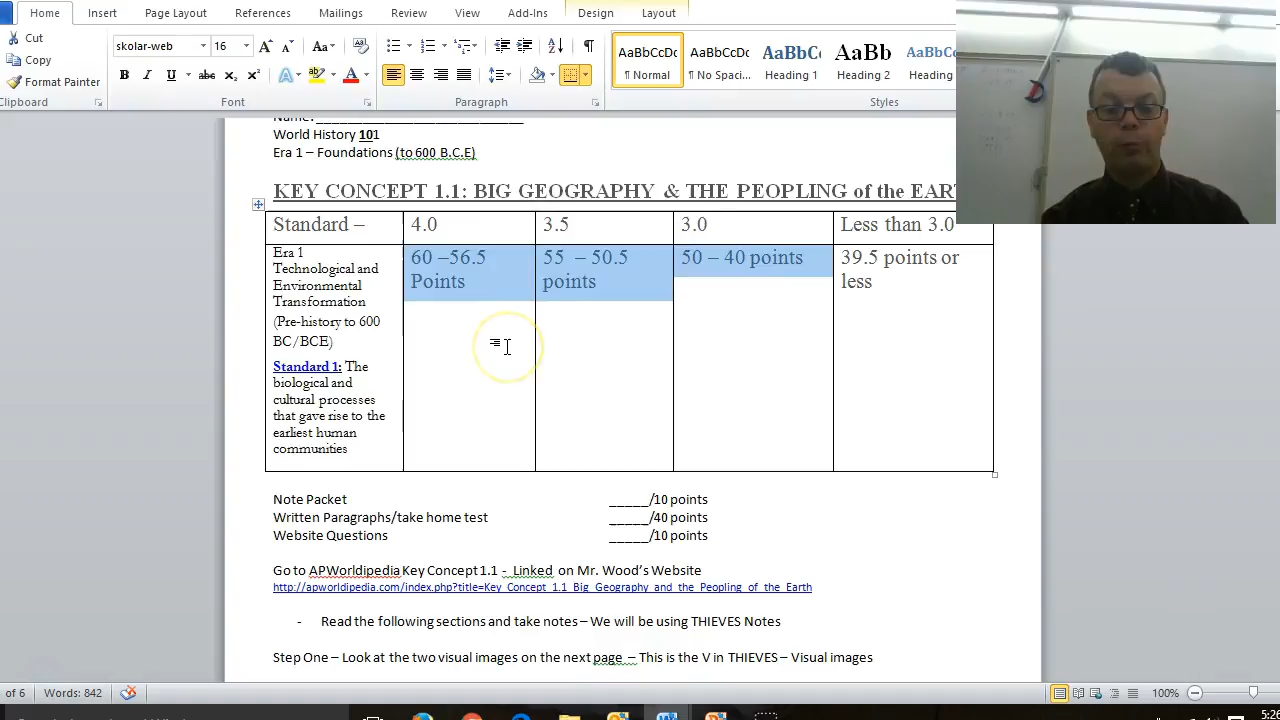 Home Insert Page Layout References Mailings Review View Add-Ins Design Layout
Cut
Copy
Format Painter
Clipboard
skolar-web 16
Font
Paragraph
AaBbCcDc AaBbCcDc AaBbC AaBb AaBbCcD
¶ Normal ¶ No Spaci... Heading 1 Heading 2 Heading
Styles
Name:
World History 101
Era 1 – Foundations (to 600 B.C.E)
KEY CONCEPT 1.1: BIG GEOGRAPHY & THE PEOPLING of the EART
Standard – 4.0 3.5 3.0 Less than 3.0
Era 1
Technological and
Environmental
Transformation
(Pre-history to 600
BC/BCE)
Standard 1: The
biological and
cultural processes
that gave rise to the
earliest human
communities
60 –56.5
Points
55 – 50.5
points
50 – 40 points
39.5 points or
less
Note Packet _____/10 points
Written Paragraphs/take home test _____/40 points
Website Questions _____/10 points
Go to APWorldipedia Key Concept 1.1 - Linked on Mr. Wood's Website
http://apworldipedia.com/index.php?title=Key_Concept_1.1_Big_Geography_and_the_Peopling_of_the_Earth
- Read the following sections and take notes – We will be using THIEVES Notes
Step One – Look at the two visual images on the next page – This is the V in THIEVES – Visual images
of 6 Words: 842 100%
5:26